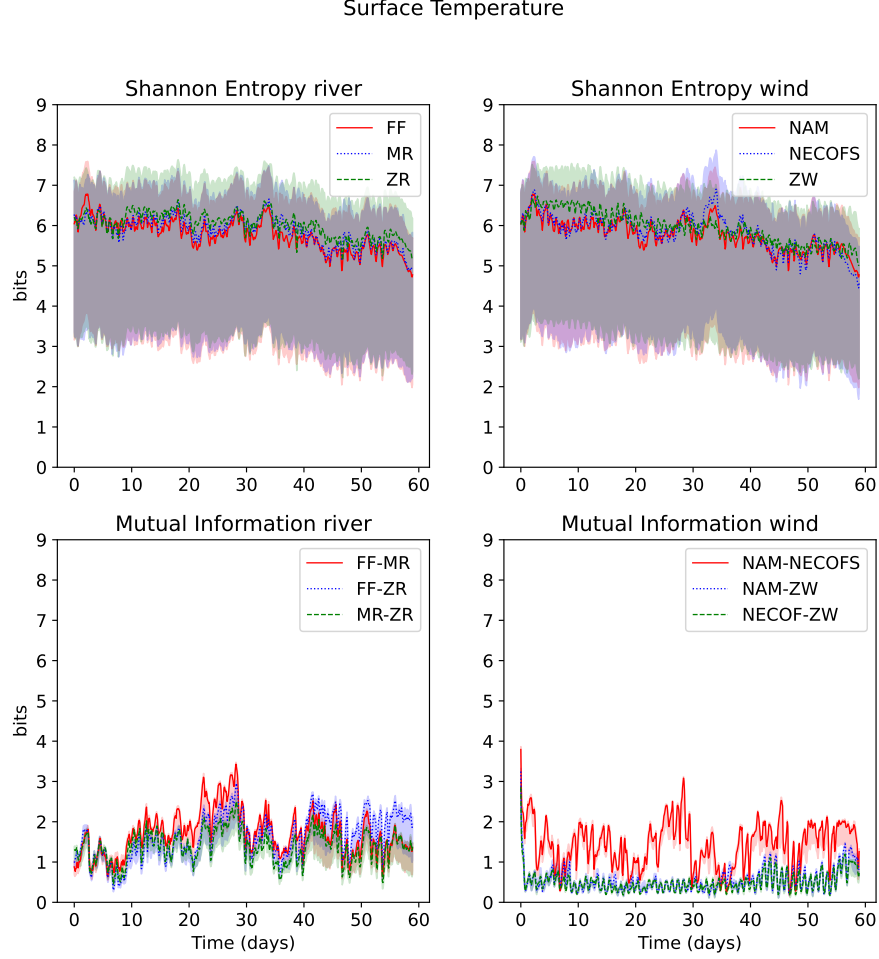 Surface Temperature
Shannon Entropy river
Shannon Entropy wind
9
8
7
6
5
4
3
2
1
0
bits
FF
MR
ZR
0 10 20 30 40 50 60
9
8
7
6
5
4
3
2
1
0
NAM
NECOFS
ZW
0 10 20 30 40 50 60
Mutual Information river
Mutual Information wind
9
8
7
6
5
4
3
2
1
0
bits
FF-MR
FF-ZR
MR-ZR
0 10 20 30 40 50 60
Time (days)
9
8
7
6
5
4
3
2
1
0
NAM-NECOFS
NAM-ZW
NECOF-ZW
0 10 20 30 40 50 60
Time (days)